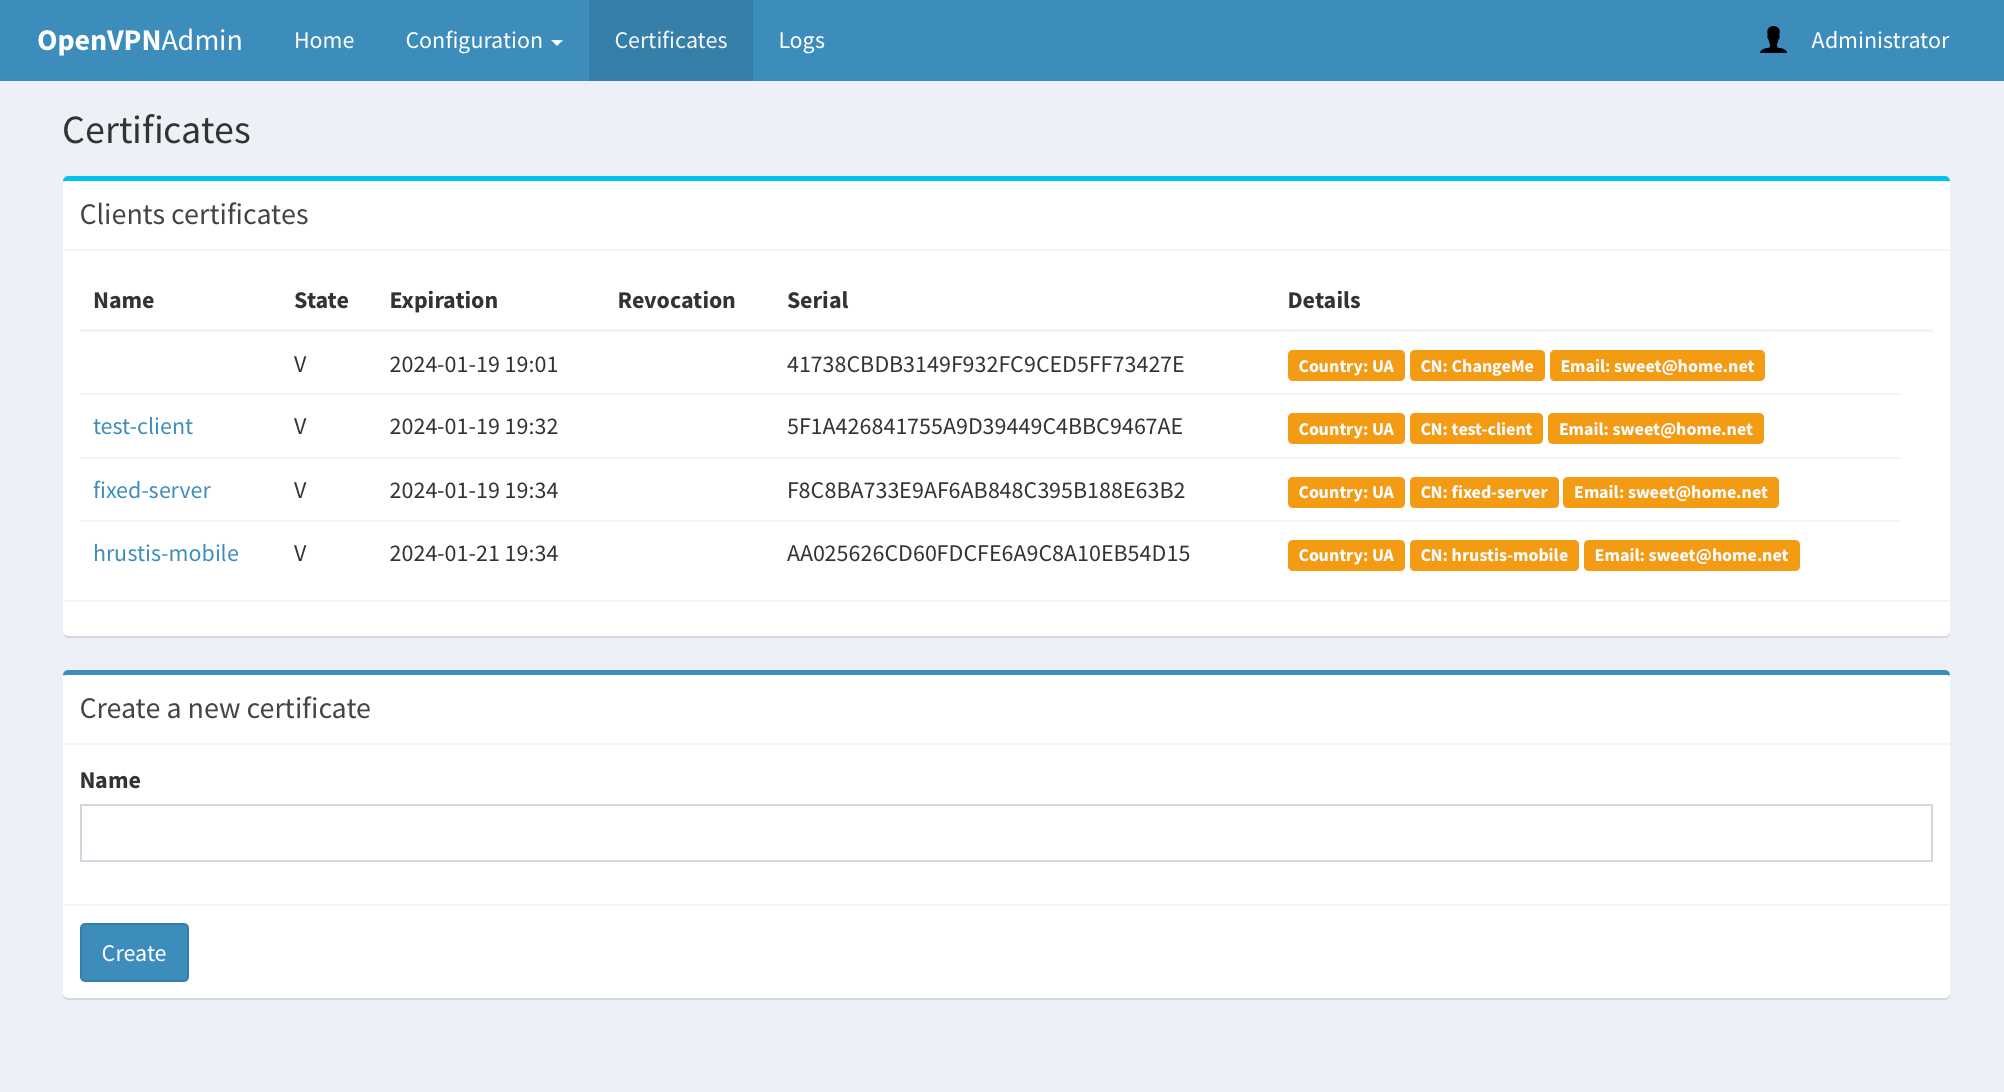 OpenVPNAdmin Home Configuration Certificates Logs Administrator
Certificates
Clients certificates
Name State Expiration Revocation Serial Details
V 2024-01-19 19:01 41738CBDB3149F932FC9CED5FF73427E Country: UA CN: ChangeMe Email: sweet@home.net
test-client V 2024-01-19 19:32 5F1A426841755A9D39449C4BBC9467AE Country: UA CN: test-client Email: sweet@home.net
fixed-server V 2024-01-19 19:34 F8C8BA733E9AF6AB848C395B188E63B2 Country: UA CN: fixed-server Email: sweet@home.net
hrustis-mobile V 2024-01-21 19:34 AA025626CD60FDCFE6A9C8A10EB54D15 Country: UA CN: hrustis-mobile Email: sweet@home.net
Create a new certificate
Name
Create